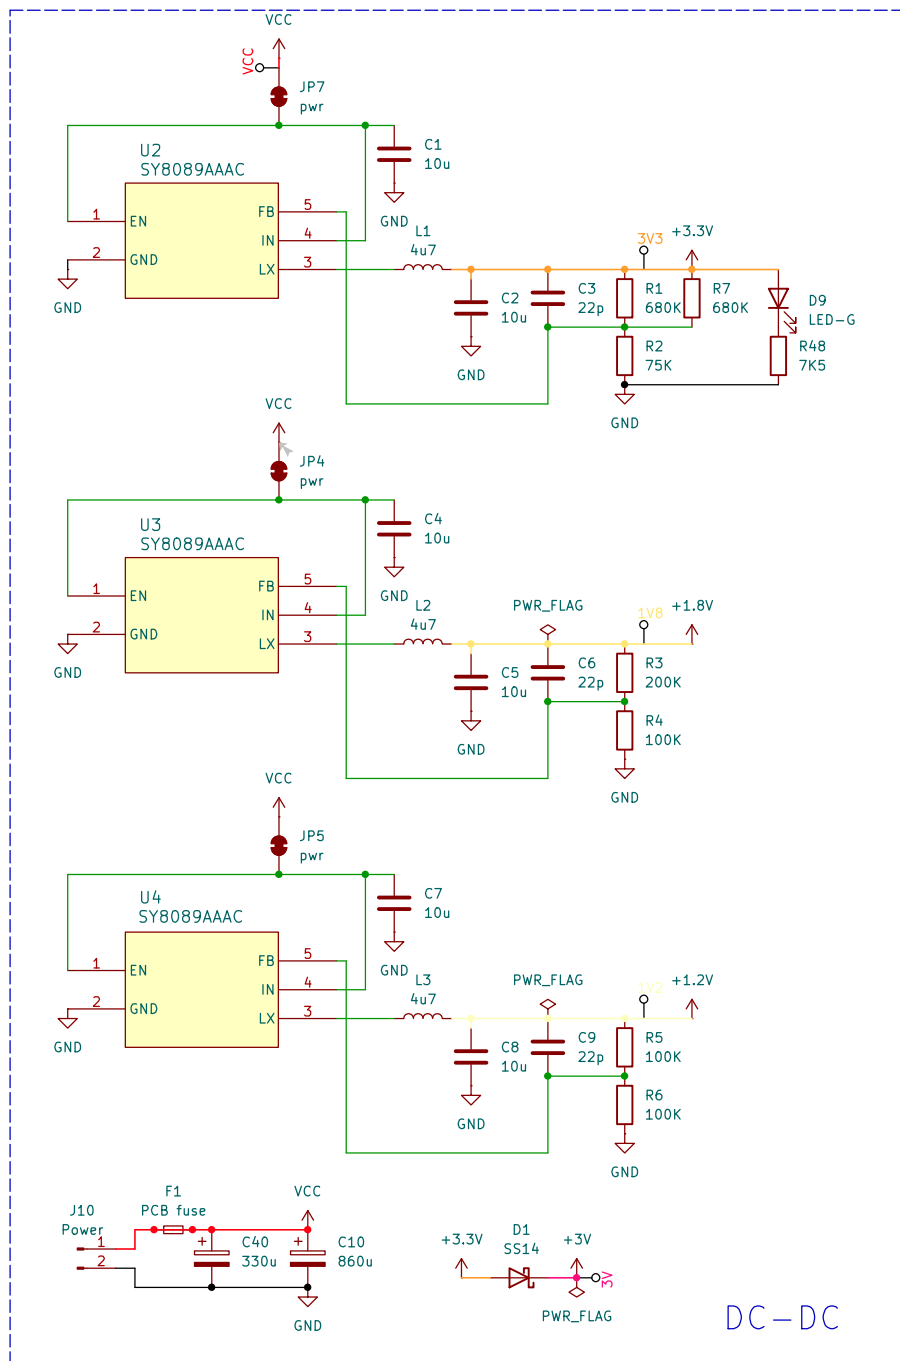 VCC
VCC
JP7
pwr
C1
10u
GND
U2
SY8089AAAC
1
EN
2
GND
GND
FB
5
IN
4
LX
3
L1
4u7
C2
10u
GND
C3
22p
3V3
+3.3V
R1
680K
R7
680K
R2
75K
GND
D9
LED-G
R48
7K5
VCC
JP4
pwr
C4
10u
GND
U3
SY8089AAAC
1
EN
2
GND
GND
FB
5
IN
4
LX
3
L2
4u7
C5
10u
GND
PWR_FLAG
C6
22p
1V8
+1.8V
R3
200K
R4
100K
GND
VCC
JP5
pwr
C7
10u
GND
U4
SY8089AAAC
1
EN
2
GND
GND
FB
5
IN
4
LX
3
L3
4u7
C8
10u
GND
PWR_FLAG
C9
22p
1V2
+1.2V
R5
100K
R6
100K
GND
J10
Power
1
2
F1
PCB fuse
VCC
+
C40
330u
+
C10
860u
GND
+3.3V
D1
SS14
+3V
3V
PWR_FLAG
DC-DC